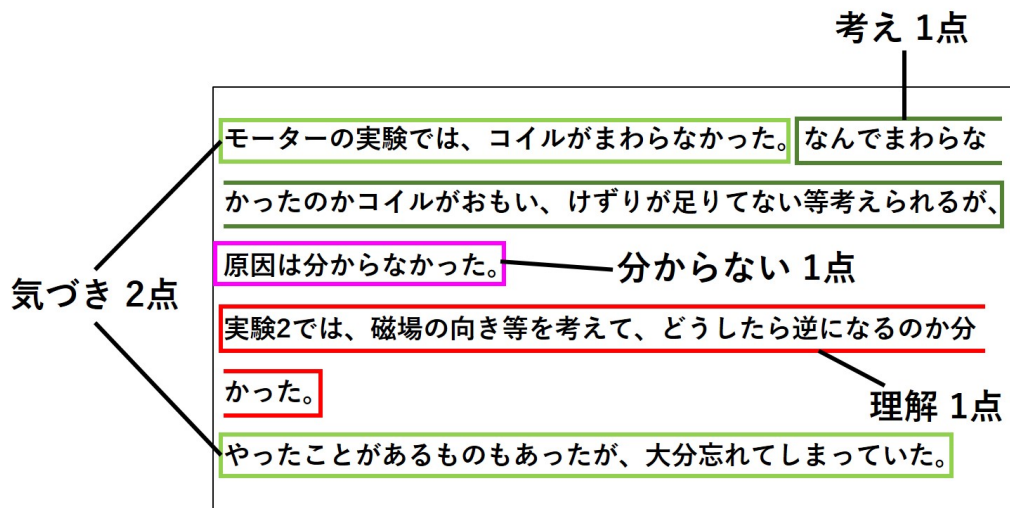 考え 1点
モーターの実験では、コイルがまわらなかった。なんでまわらな
かったのかコイルがおもい、けずりが足りてない等考えられるが、
原因は分からなかった。
分からない 1点
気づき 2点
実験2では、磁場の向き等を考えて、どうしたら逆になるのか分
かった。
理解 1点
やったことがあるものもあったが、大分忘れてしまっていた。